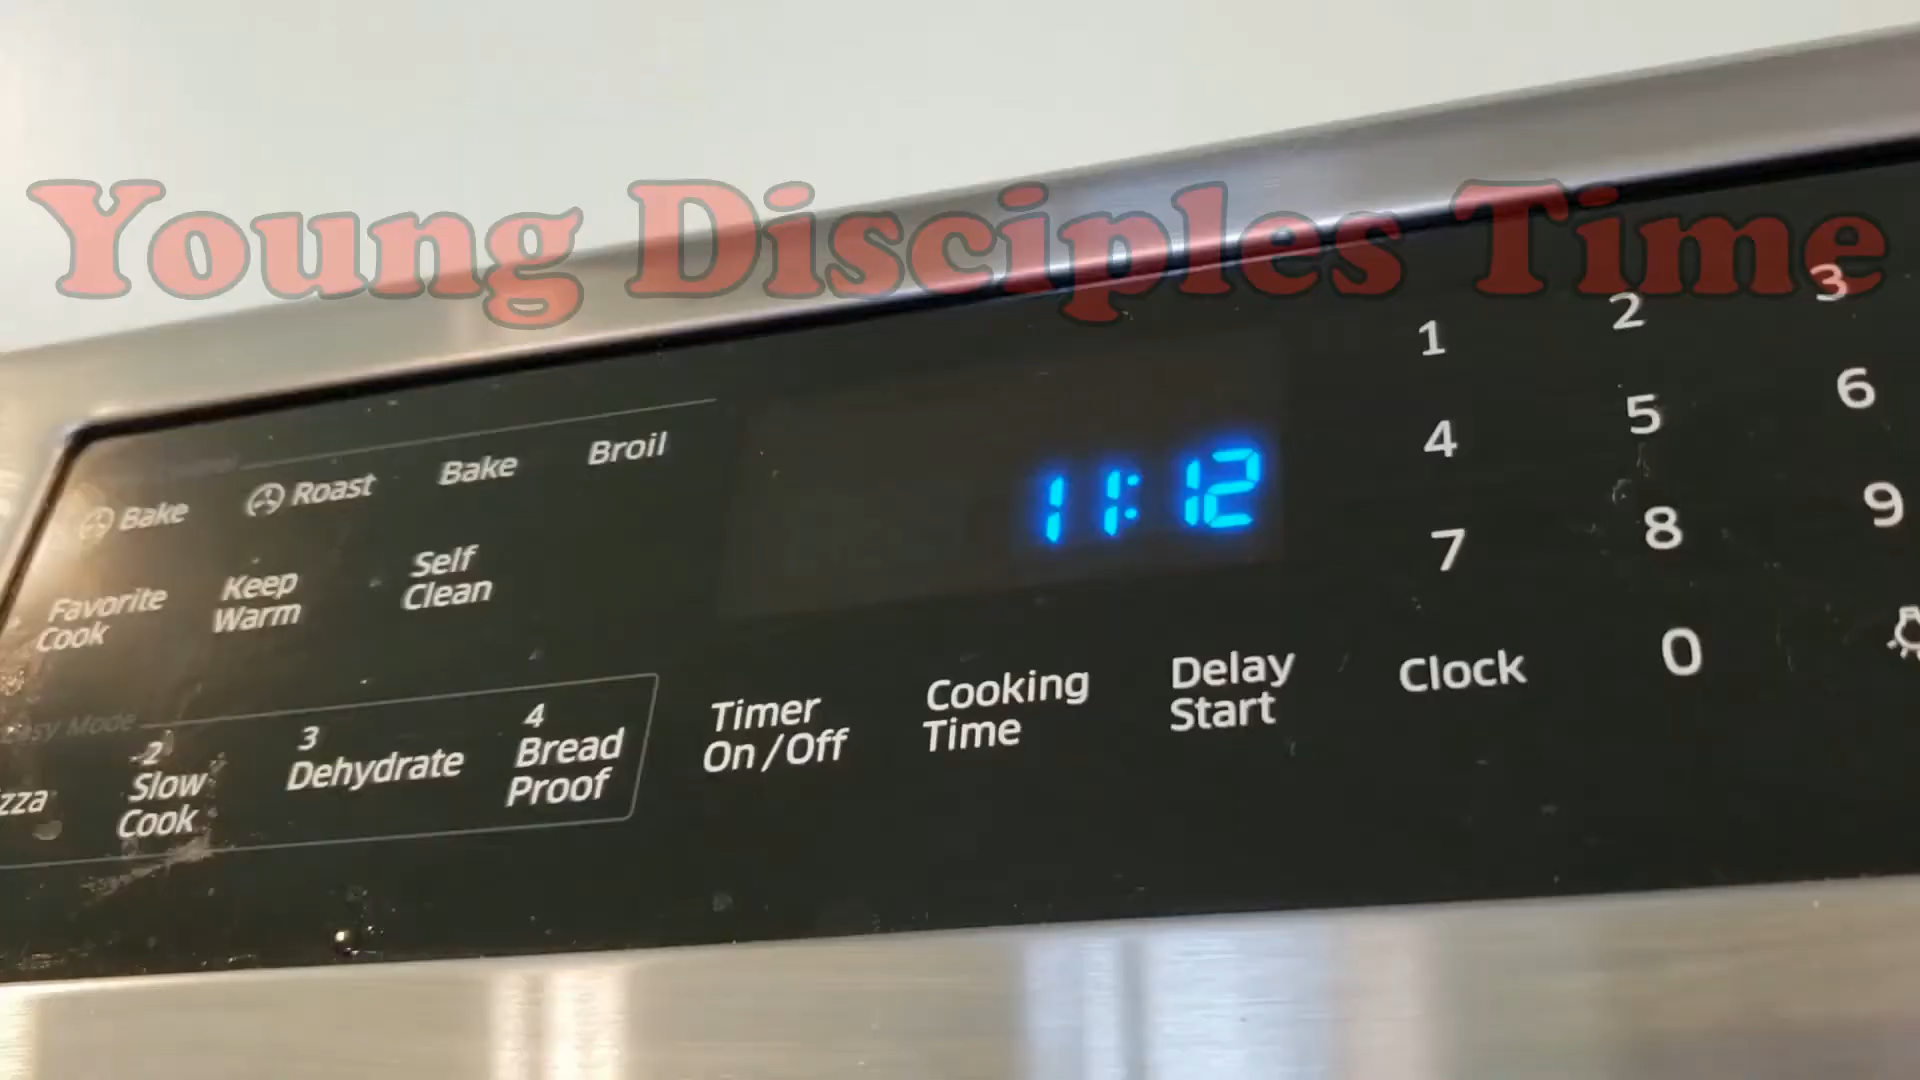 Young Disciples Time
Bake
Roast
Bake
Broil
Favorite
Cook
Keep
Warm
Self
Clean
Easy Mode
2
Slow
Cook
3
Dehydrate
4
Bread
Proof
11:12
Timer
On/Off
Cooking
Time
Delay
Start
Clock
1 2 3
4 5 6
7 8 9
0